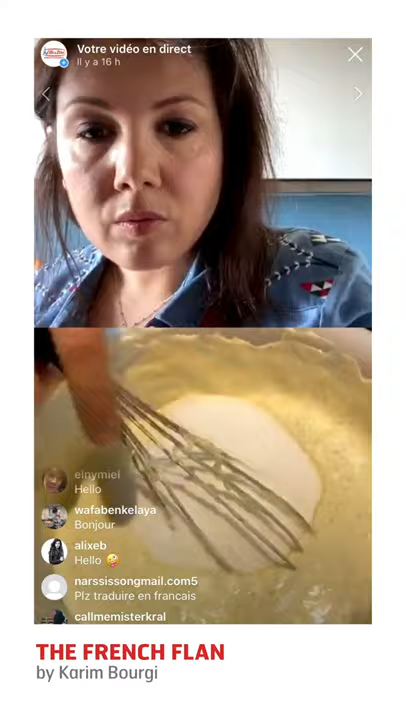 Votre vidéo en direct
Il y a 16 h
elnymiel
Hello
wafabenkelaya
Bonjour
alixeb
Hello 🤪
narssissongmail.com5
Plz traduire en francais
callmemisterkral
THE FRENCH FLAN
by Karim Bourgi